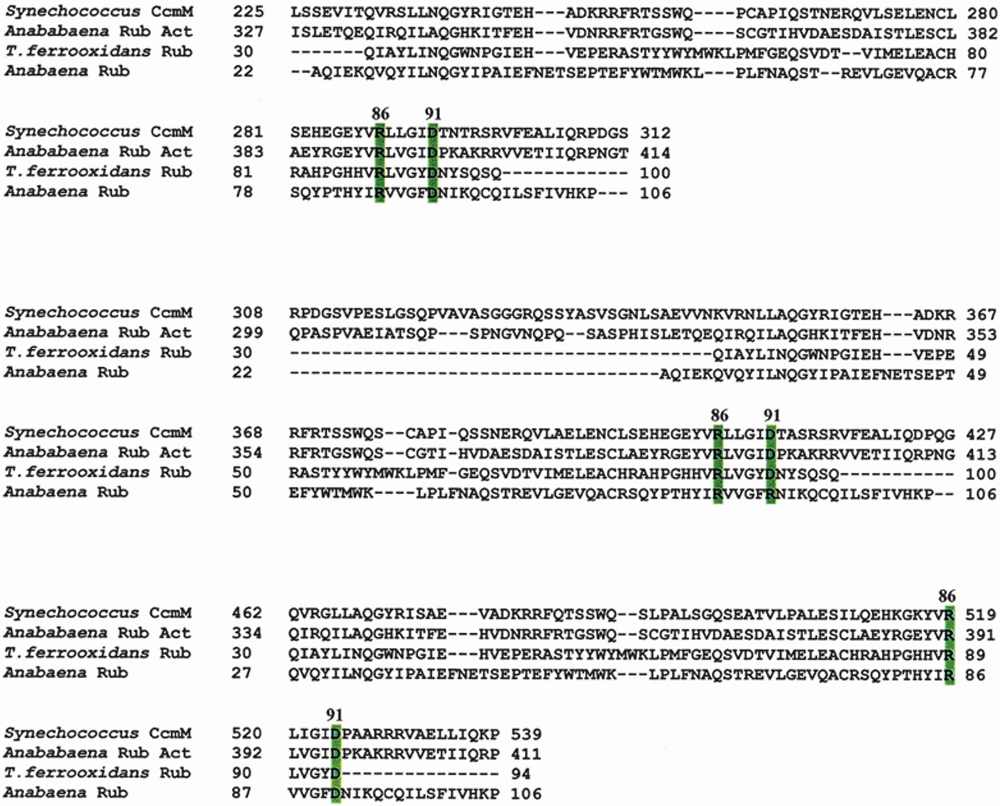 Synechococcus CcmM 225 LSSEVITQVRSLLNQGYRIGTEH---ADKRRFRTSSWQ----PCAPIQSTNERQVLSELENCL 280
Anababaena Rub Act 327 ISLETQEQIRQILAQGHKITFEH---VDNRRFRTGSWQ----SCGTIHVDAESDAISTLESCL 382
T.ferrooxidans Rub 30 -------QIAYLINQGWNPGIEH---VEPERASTYYWYMWKLPMFGEQSVDT--VIMELEACH 80
Anabaena Rub 22 --AQIEKQVQYILNQGYIPAIEFNETSEPTEFYWTMWKL---PLFNAQST--REVLGEVQACR 77
86 91
Synechococcus CcmM 281 SEHEGEYVRLLGIDTNTRSRVFEALIQRPDGS 312
Anababaena Rub Act 383 AEYRGEYVRLVGIDPKAKRRVVETIIQRPNGT 414
T.ferrooxidans Rub 81 RAHPGHHVRLVGYDNYSQSQ------------ 100
Anabaena Rub 78 SQYPTHYIRVVGFDNIKQCQILSFIVHKP--- 106
Synechococcus CcmM 308 RPDGSVPESLGSQPVAVASGGGRQSSYASVSGNLSAEVVNKVRNLLAQGYRIGTEH---ADKR 367
Anababaena Rub Act 299 QPASPVAEIATSQP---SPNGVNQPQ--SASPHISLETQEQIRQILAQGHKITFEH---VDNR 353
T.ferrooxidans Rub 30 ----------------------------------------QIAYLINQGWNPGIEH---VEPE 49
Anabaena Rub 22 -----------------------------------AQIEKQVQYILNQGYIPAIEFNETSEPT 49
86 91
Synechococcus CcmM 368 RFRTSSWQS--CAPI-QSSNERQVLAELENCLSEHEGEYVRLLGIDTASRSRVFEALIQDPQG 427
Anababaena Rub Act 354 RFRTGSWQS--CGTI-HVDAESDAISTLESCLAEYRGEYVRLVGIDPKAKRRVVETIIQRPNG 413
T.ferrooxidans Rub 50 RASTYYWYMWKLPMF-GEQSVDTVIMELEACHRAHPGHHVRLVGYDNYSQSQ----------- 100
Anabaena Rub 50 EFYWTMWK----LPLFNAQSTREVLGEVQACRSQYPTHYIRVVGFRNIKQCQILSFIVHKP-- 106
86
Synechococcus CcmM 462 QVRGLLAQGYRISAE---VADKRRFQTSSWQ--SLPALSGQSEATVLPALESILQEHKGKYVR 519
Anababaena Rub Act 334 QIRQILAQGHKITFE---HVDNRRFRTGSWQ--SCGTIHVDAESDAISTLESCLAEYRGEYVR 391
T.ferrooxidans Rub 30 QIAYLINQGWNPGIE---HVEPERASTYYWYMWKLPMFGEQSVDTVIMELEACHRAHPGHHVR 89
Anabaena Rub 27 QVQYILNQGYIPAIEFNETSEPTEFYWTMWK---LPLFNAQSTREVLGEVQACRSQYPTHYIR 86
91
Synechococcus CcmM 520 LIGIDPAARRRVAELLIQKP 539
Anababaena Rub Act 392 LVGIDPKAKRRVVETIIQRP 411
T.ferrooxidans Rub 90 LVGYD--------------- 94
Anabaena Rub 87 VVGFDNIKQCQILSFIVHKP 106